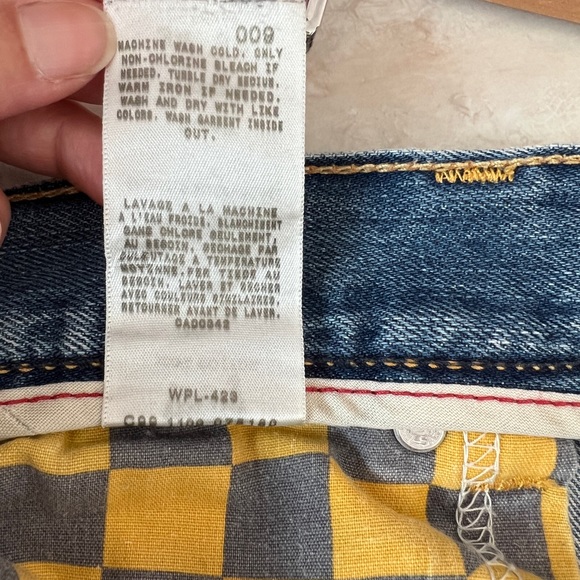 009
MACHINE WASH COLD. ONLY
NON-CHLORINE BLEACH IF
NEEDED. TUMBLE DRY MEDIUM.
WARM IRON IF NEEDED.
WASH AND DRY WITH LIKE
COLORS. WASH GARMENT INSIDE
OUT.
LAVAGE A LA MACHINE
A L'EAU FROIDE. BLANCHIMENT
SANS CHLORE SEULEMENT,
AU BESOIN. SECHAGE PAR
CULBUTAGE A TEMPERATURE
MOYENNE. FER TIEDE AU
BESOIN. LAVER ET SECHER
AVEC COULEURS SIMILAIRES.
RETOURNER AVANT DE LAVER.
WPL-423